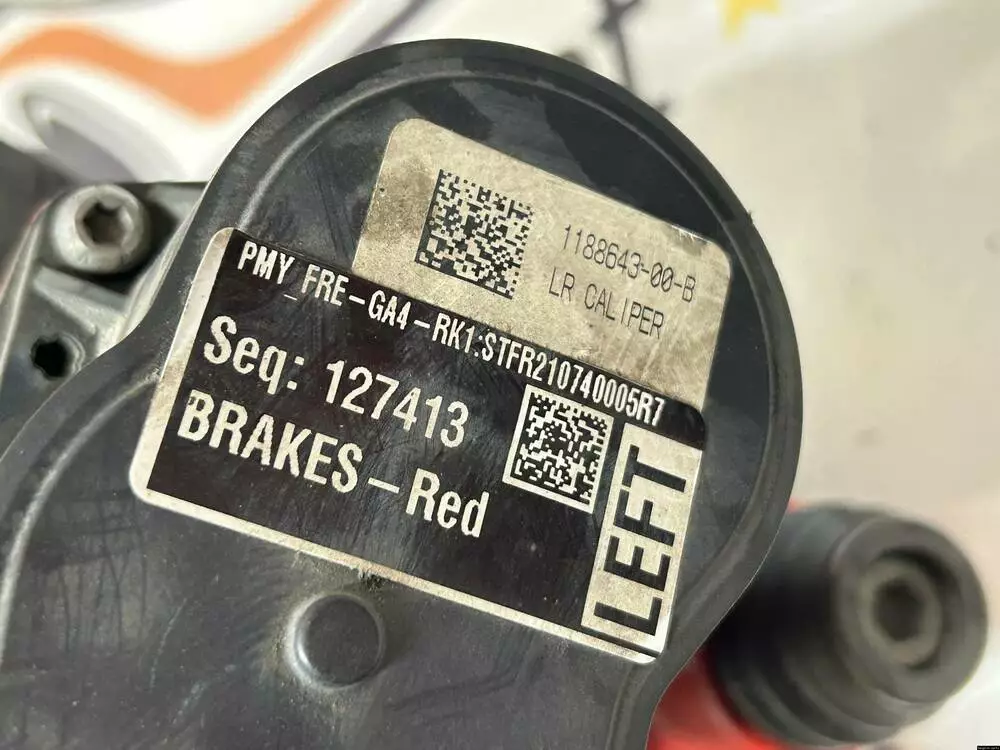 1188643-00-B
LR CALIPER
PMY_FRE-GA4-RK1:STFR210740005R7
Seq: 127413
BRAKES-Red
LEFT